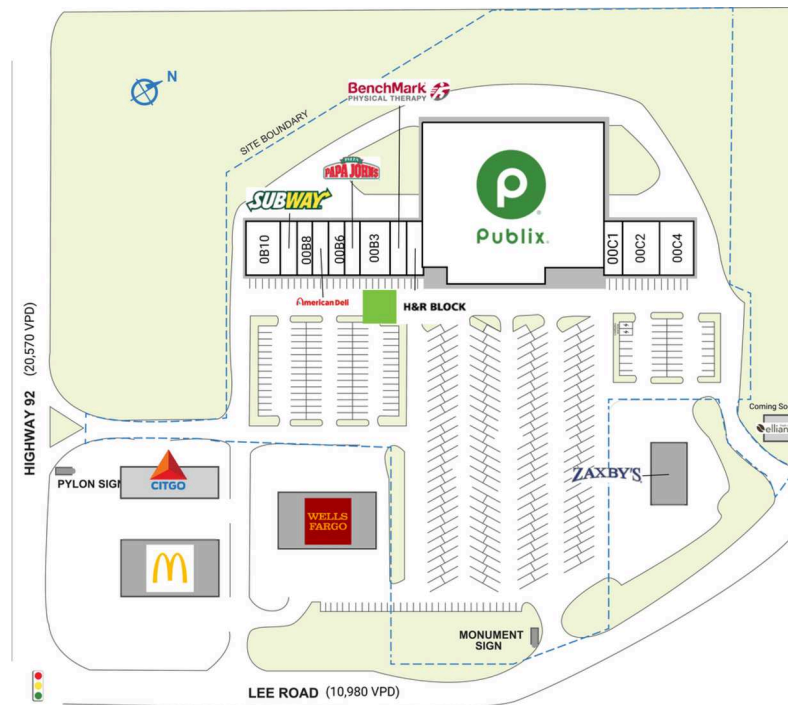 N
BenchMark
PHYSICAL THERAPY
SITE BOUNDARY
PAPA JOHNS
SUBWAY
Publix.
0B10
00B8
00B6
00B3
00C1
00C2
00C4
American Deli
H&R BLOCK
HIGHWAY 92 (20,570 VPD)
Coming Soo
ellian
ZAXBY'S
PYLON SIGN
CITGO
WELLS
FARGO
MONUMENT
SIGN
LEE ROAD (10,980 VPD)